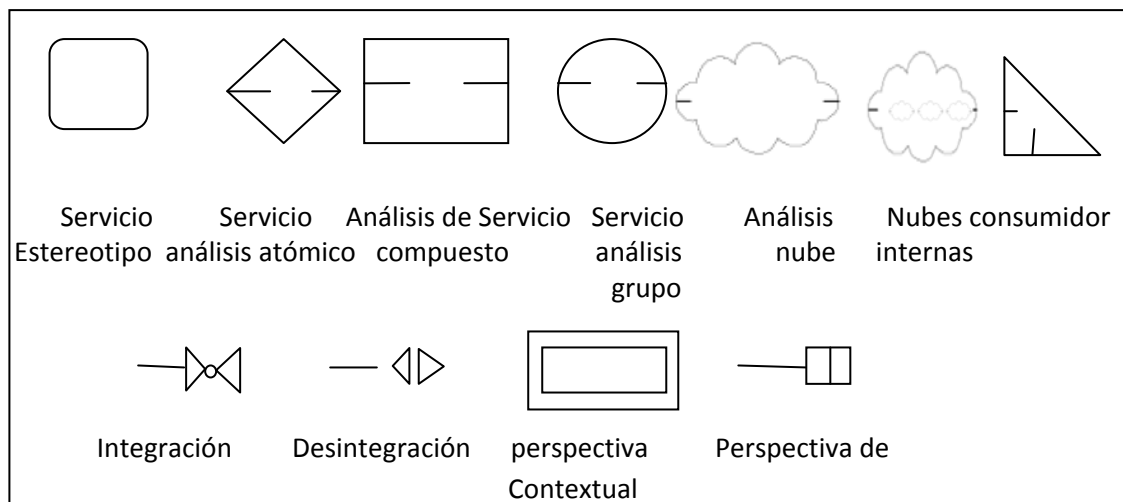 Servicio Servicio Análisis de Servicio Servicio Análisis Nubes consumidor
Estereotipo análisis atómico compuesto análisis nube internas
grupo
Integración Desintegración perspectiva Perspectiva de
Contextual